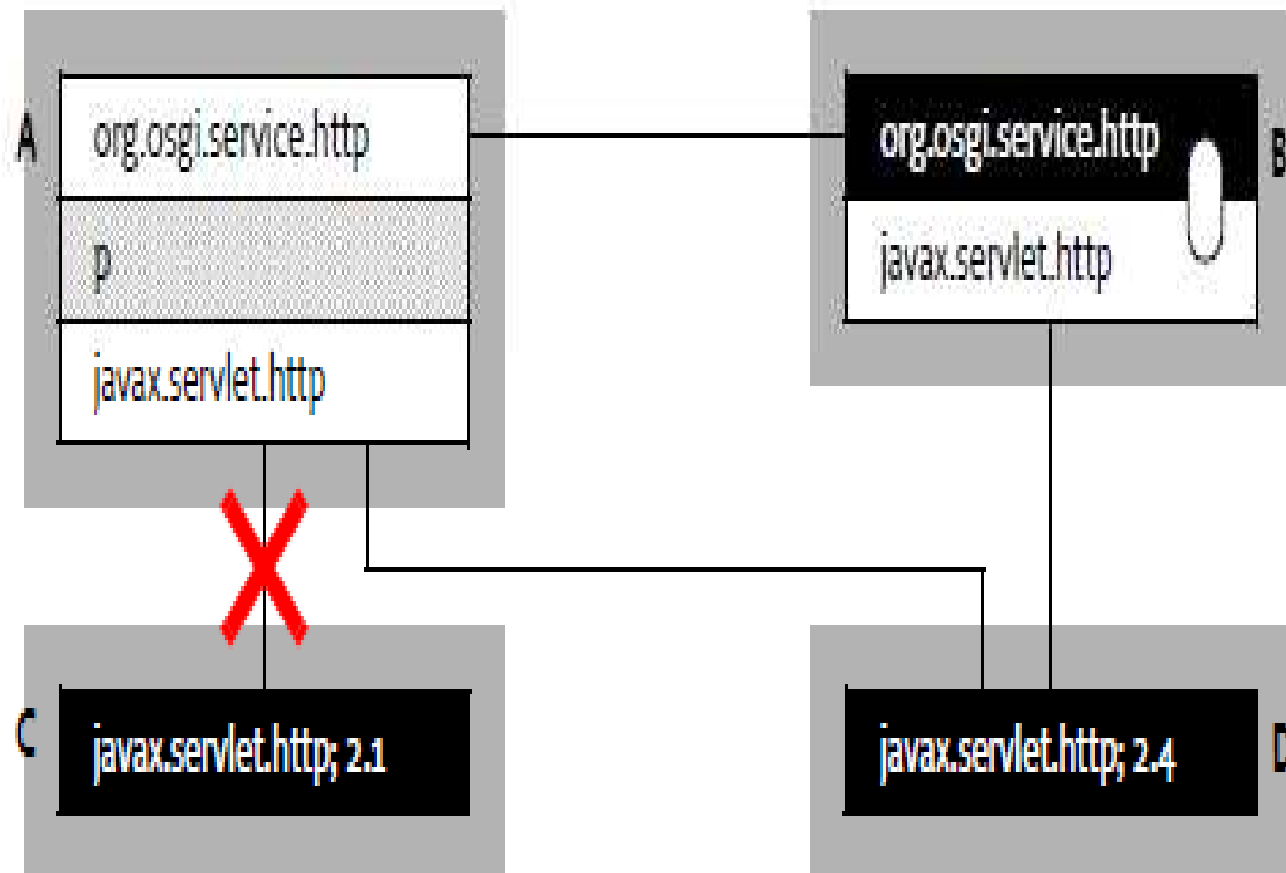 A
org.osgi.service.http
p
javax.servlet.http
org.osgi.service.http
javax.servlet.http
B
C
javax.servlet.http; 2.1
javax.servlet.http; 2.4
D